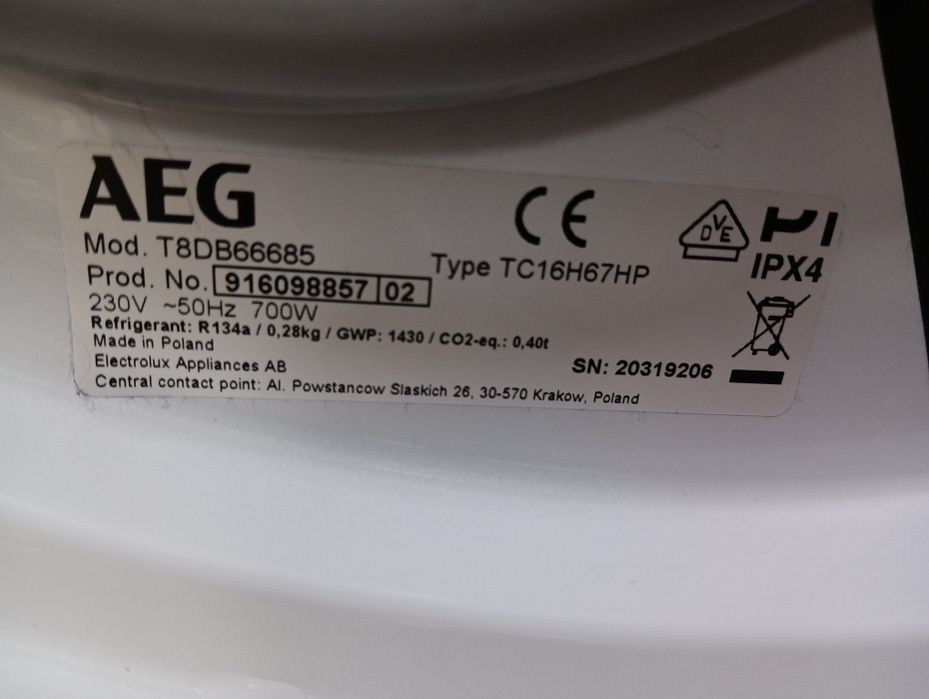 AEG
CE
VDE
Mod. T8DB66685
Type TC16H67HP
IPX4
Prod. No. 916098857 02
230V ~50Hz 700W
Refrigerant: R134a / 0,28kg / GWP: 1430 / CO2-eq.: 0,40t
Made in Poland
Electrolux Appliances AB
SN: 20319206
Central contact point: Al. Powstancow Slaskich 26, 30-570 Krakow, Poland